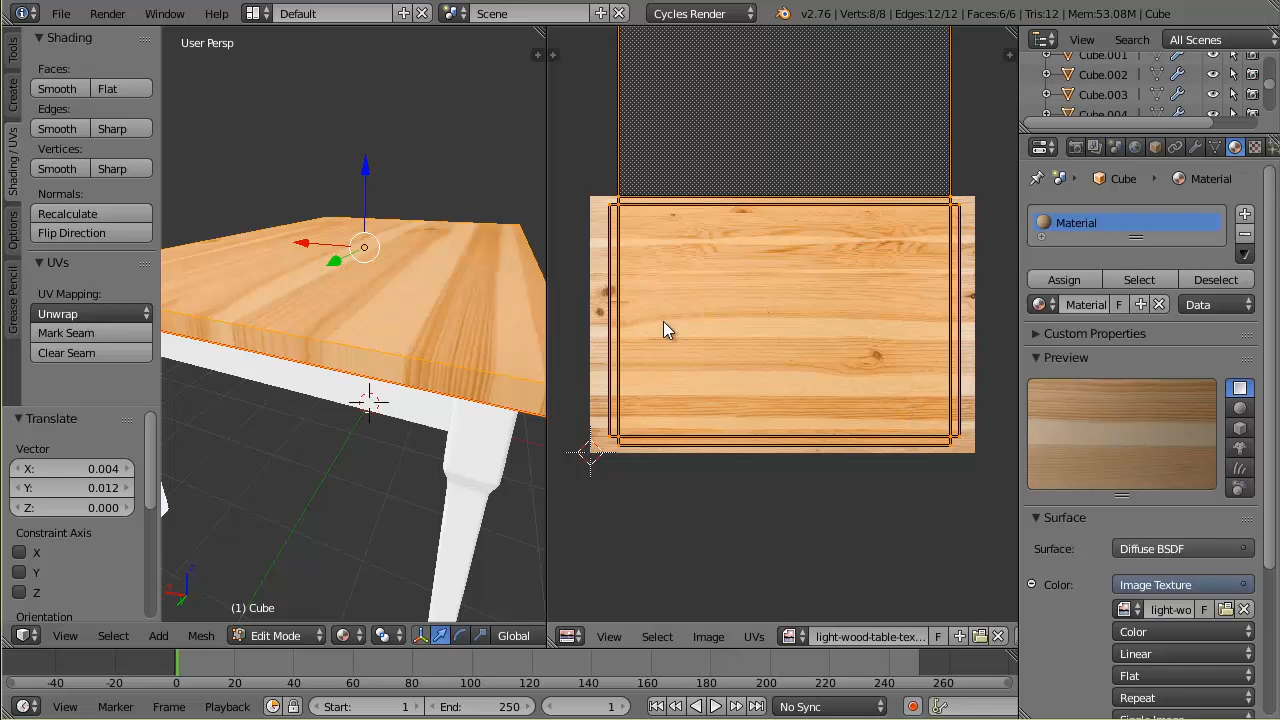 File Render Window Help Default Scene Cycles Render v2.76 | Verts:8/8 | Edges:12/12 | Faces:6/6 | Tris:12 | Mem:53.08M | Cube
Tools
Create
Shading / UVs
Options
Grease Pencil
Shading
Faces:
Smooth Flat
Edges:
Smooth Sharp
Vertices:
Smooth Sharp
Normals:
Recalculate
Flip Direction
UVs
UV Mapping:
Unwrap
Mark Seam
Clear Seam
Translate
Vector
X: 0.004
Y: 0.012
Z: 0.000
Constraint Axis
X
Y
Z
Orientation
User Persp
(1) Cube
View Select Add Mesh Edit Mode Global
View Select Image UVs light-wood-table-tex... F
View Search All Scenes
Cube.001
Cube.002
Cube.003
Cube.004
Cube Material
Material
Assign Select Deselect
Material F Data
Custom Properties
Preview
Surface
Surface: Diffuse BSDF
Color: Image Texture
light-wo F
Color
Linear
Flat
Repeat
-40 -20 0 20 40 60 80 100 120 140 160 180 200 220 240 260
View Marker Frame Playback Start: 1 End: 250 1 No Sync